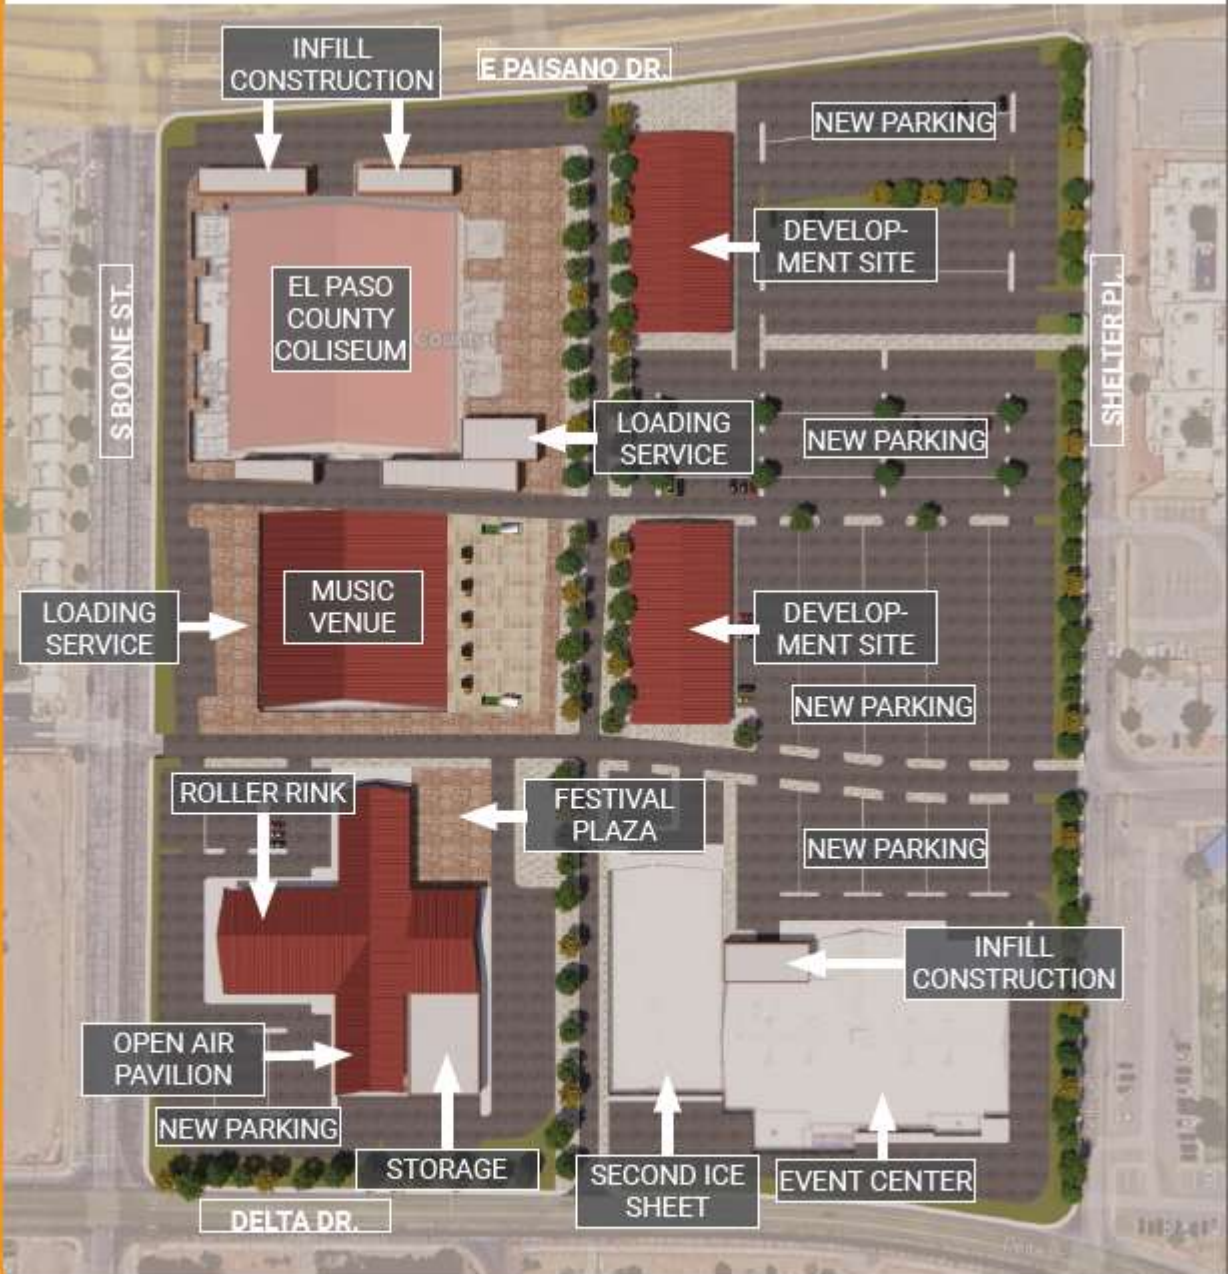 INFILL
CONSTRUCTION
E PAISANO DR.
NEW PARKING
DEVELOP-
MENT SITE
EL PASO
COUNTY
COLISEUM
S BOONE ST.
SHELTER PL.
LOADING
SERVICE
NEW PARKING
MUSIC
VENUE
LOADING
SERVICE
DEVELOP-
MENT SITE
NEW PARKING
ROLLER RINK
FESTIVAL
PLAZA
NEW PARKING
INFILL
CONSTRUCTION
OPEN AIR
PAVILION
NEW PARKING
STORAGE
SECOND ICE
SHEET
EVENT CENTER
DELTA DR.